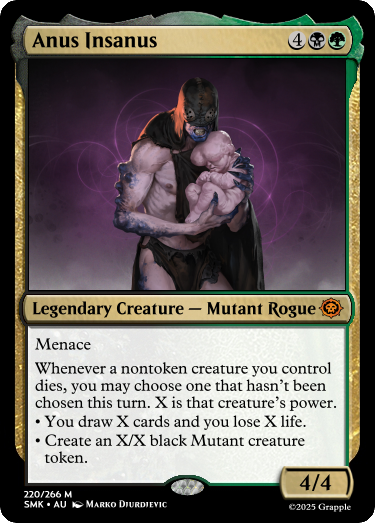 Anus Insanus 4
Legendary Creature — Mutant Rogue
Menace
Whenever a nontoken creature you control
dies, you may choose one that hasn't been
chosen this turn. X is that creature's power.
• You draw X cards and you lose X life.
• Create an X/X black Mutant creature
token.
4/4
220/266 M
SMK • AU Marko Djurdjevic
©2025 Grapple